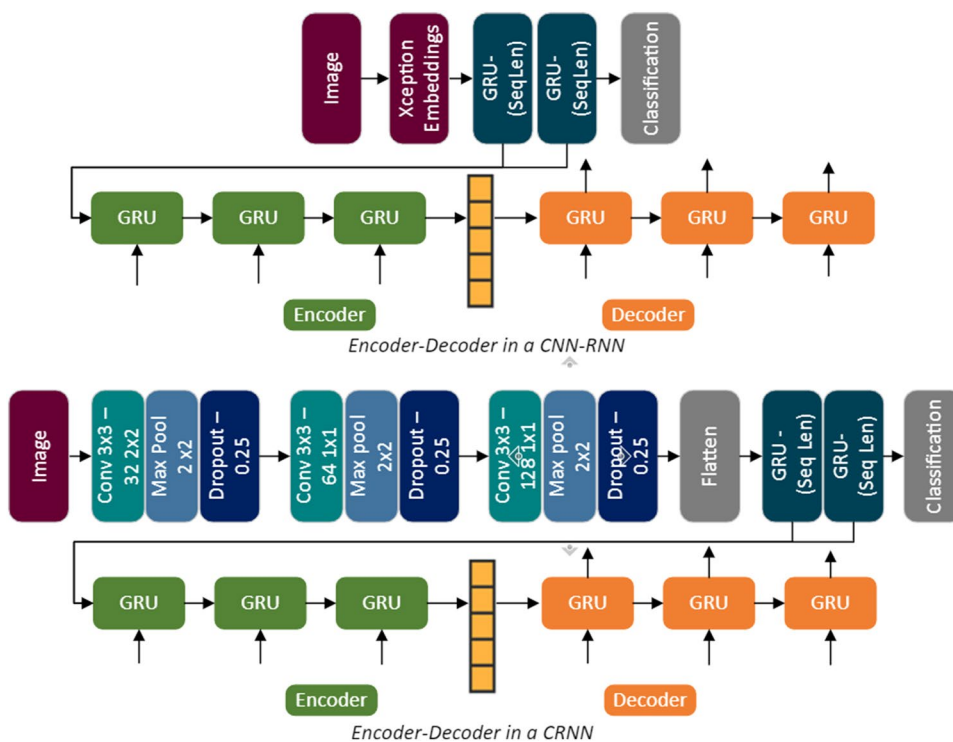 Image
Xception
Embeddings
GRU-
(SeqLen)
GRU-
(SeqLen)
Classification
GRU
GRU
GRU
GRU
GRU
GRU
Encoder
Decoder
Encoder-Decoder in a CNN-RNN
Image
Conv 3x3 –
32 2x2
Max Pool
2 x2
Dropout –
0.25
Conv 3x3 –
64 1x1
Max pool
2x2
Dropout –
0.25
Conv 3x3 –
128 1x1
Max pool
2x2
Dropout –
0.25
Flatten
GRU-
(Seq Len)
GRU-
(Seq Len)
Classification
GRU
GRU
GRU
GRU
GRU
GRU
Encoder
Decoder
Encoder-Decoder in a CRNN